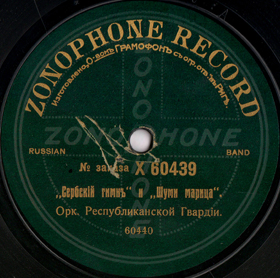 ZONOPHONE RECORD
Изготовлено О-вомъ ГРАМОФОНЪ съ огр. отв. въ Ригѣ.
ZONOPHONE
RUSSIAN
BAND
№ заказа X 60439
„Сербскій гимнъ" и „Шуми марица".
Орк. Республиканской Гвардіи.
60440